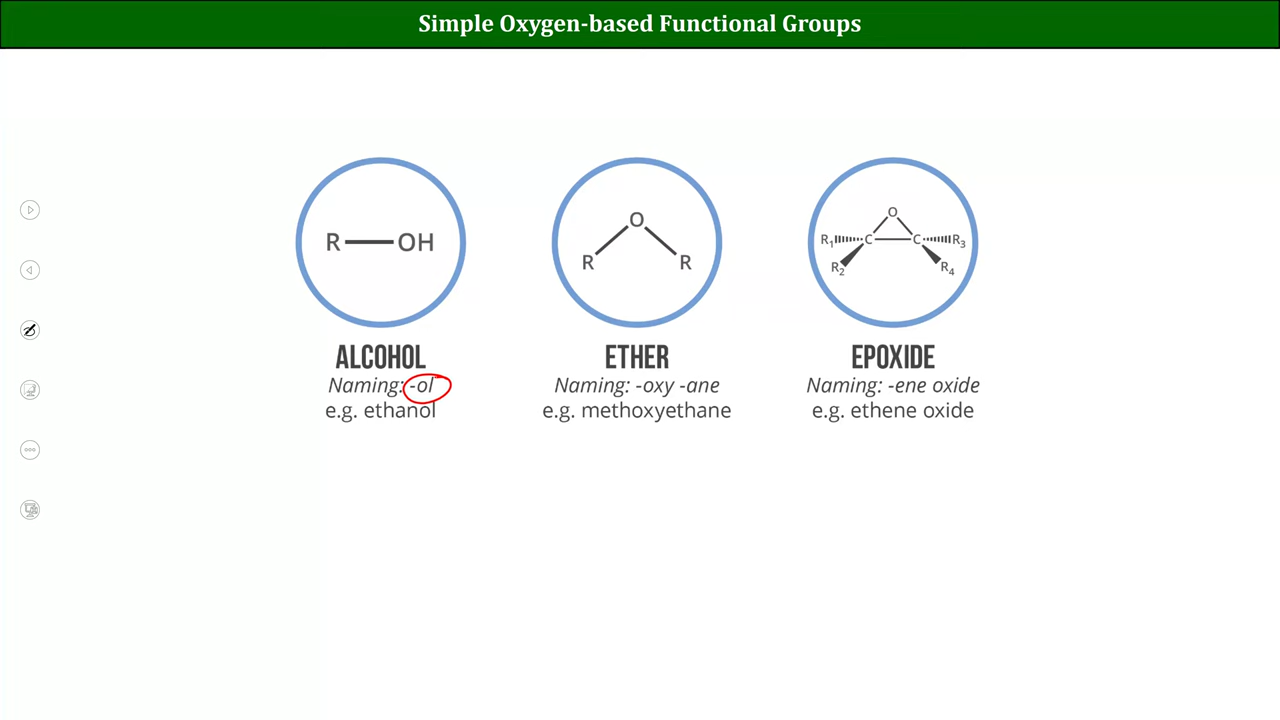 Simple Oxygen-based Functional Groups
R OH
O
R R
O
R1 C C R3
R2 R4
ALCOHOL
Naming: -ol
e.g. ethanol
ETHER
Naming: -oxy -ane
e.g. methoxyethane
EPOXIDE
Naming: -ene oxide
e.g. ethene oxide